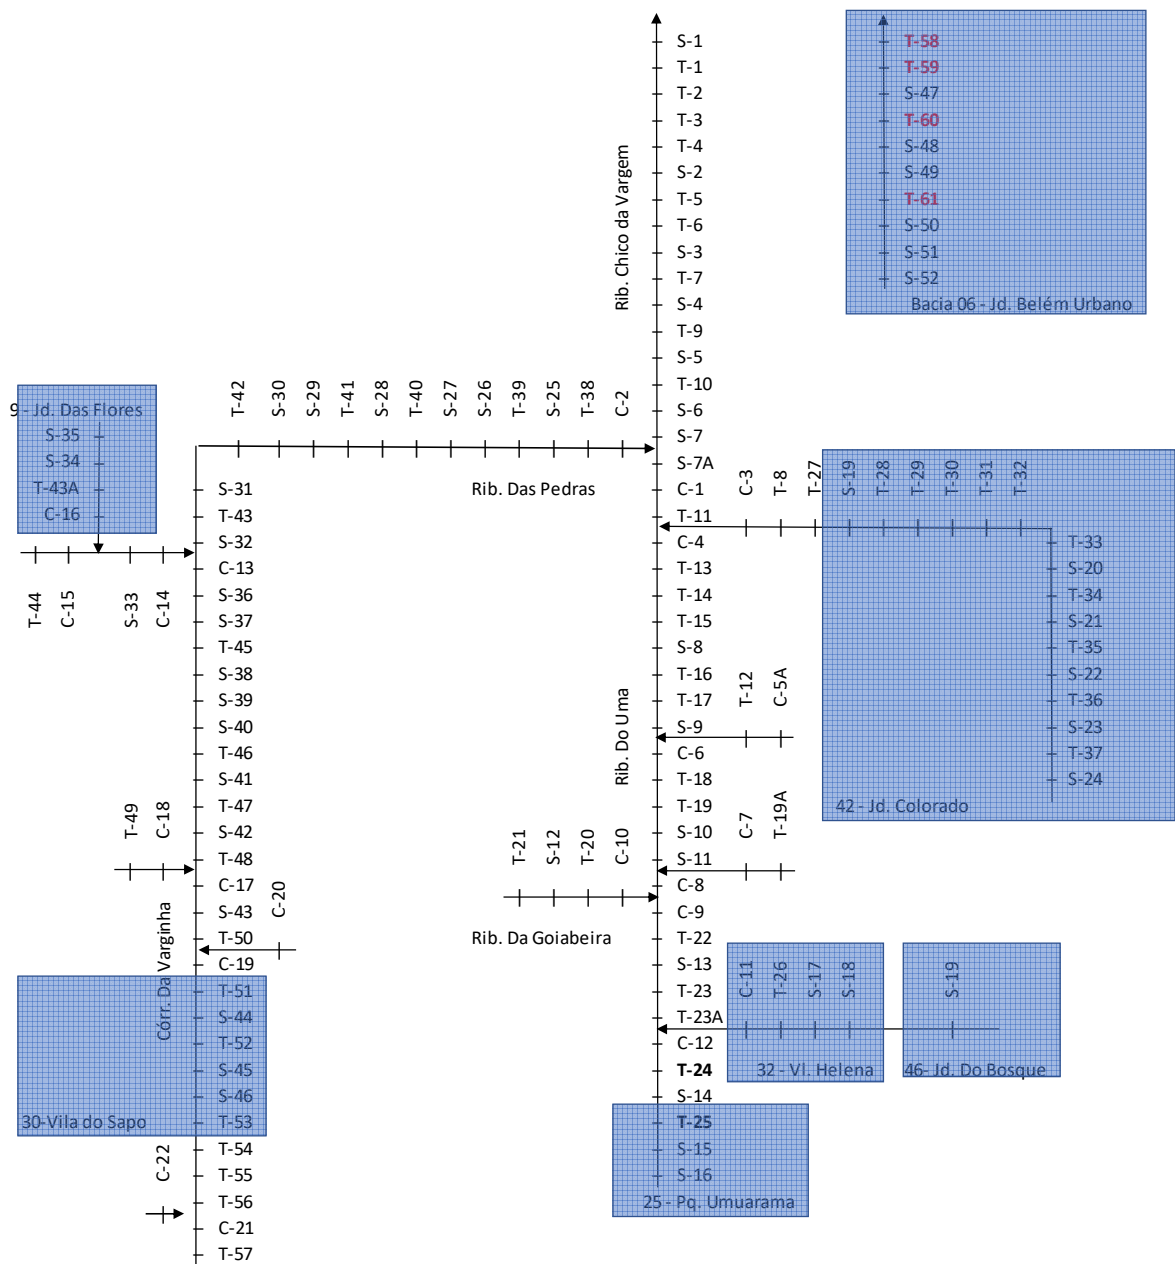 S-1
T-1
T-2
T-3
T-4
S-2
T-5
T-6
S-3
T-7
S-4
T-9
S-5
T-10
S-6
S-7
S-7A
C-1
T-11
C-4
T-13
T-14
T-15
S-8
T-16
T-17
S-9
C-6
T-18
T-19
S-10
S-11
C-8
C-9
T-22
S-13
T-23
T-23A
C-12
T-24
S-14
T-25
S-15
S-16
25 - Pq. Umuarama
Rib. Chico da Vargem
Rib. Do Uma
T-58
T-59
S-47
T-60
S-48
S-49
T-61
S-50
S-51
S-52
Bacia 06 - Jd. Belém Urbano
T-42
S-30
S-29
T-41
S-28
T-40
S-27
S-26
T-39
S-25
T-38
C-2
Rib. Das Pedras
9 - Jd. Das Flores
S-35
S-34
T-43A
C-16
T-44
C-15
S-33
C-14
S-31
T-43
S-32
C-13
S-36
S-37
T-45
S-38
S-39
S-40
T-46
S-41
T-47
S-42
T-48
C-17
S-43
T-50
C-19
T-51
S-44
T-52
S-45
S-46
T-53
T-54
T-55
T-56
C-21
T-57
T-49
C-18
C-20
Córr. Da Varginha
30-Vila do Sapo
C-22
C-3
T-8
T-27
S-19
T-28
T-29
T-30
T-31
T-32
T-33
S-20
T-34
S-21
T-35
S-22
T-36
S-23
T-37
S-24
42 - Jd. Colorado
T-12
C-5A
C-7
T-19A
T-21
S-12
T-20
C-10
Rib. Da Goiabeira
C-11
T-26
S-17
S-18
32 - Vl. Helena
S-19
46- Jd. Do Bosque